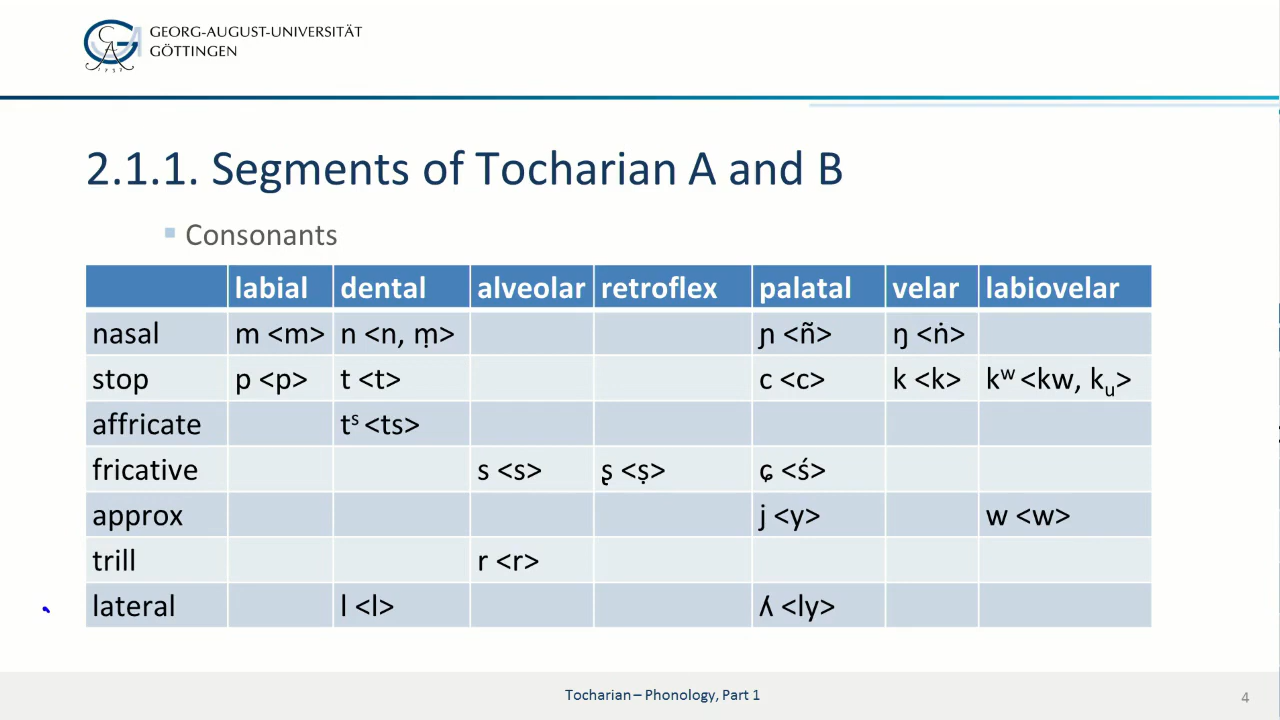 GEORG-AUGUST-UNIVERSITÄT
GÖTTINGEN
2.1.1. Segments of Tocharian A and B
Consonants
labial dental alveolar retroflex palatal velar labiovelar
nasal m <m> n <n, ṃ> ɲ <ñ> ŋ <ṅ>
stop p <p> t <t> c <c> k <k> kʷ <kw, kᵤ>
affricate tˢ <ts>
fricative s <s> ʂ <ṣ> ɕ <ś>
approx j <y> w <w>
trill r <r>
lateral l <l> ʎ <ly>
Tocharian – Phonology, Part 1
4